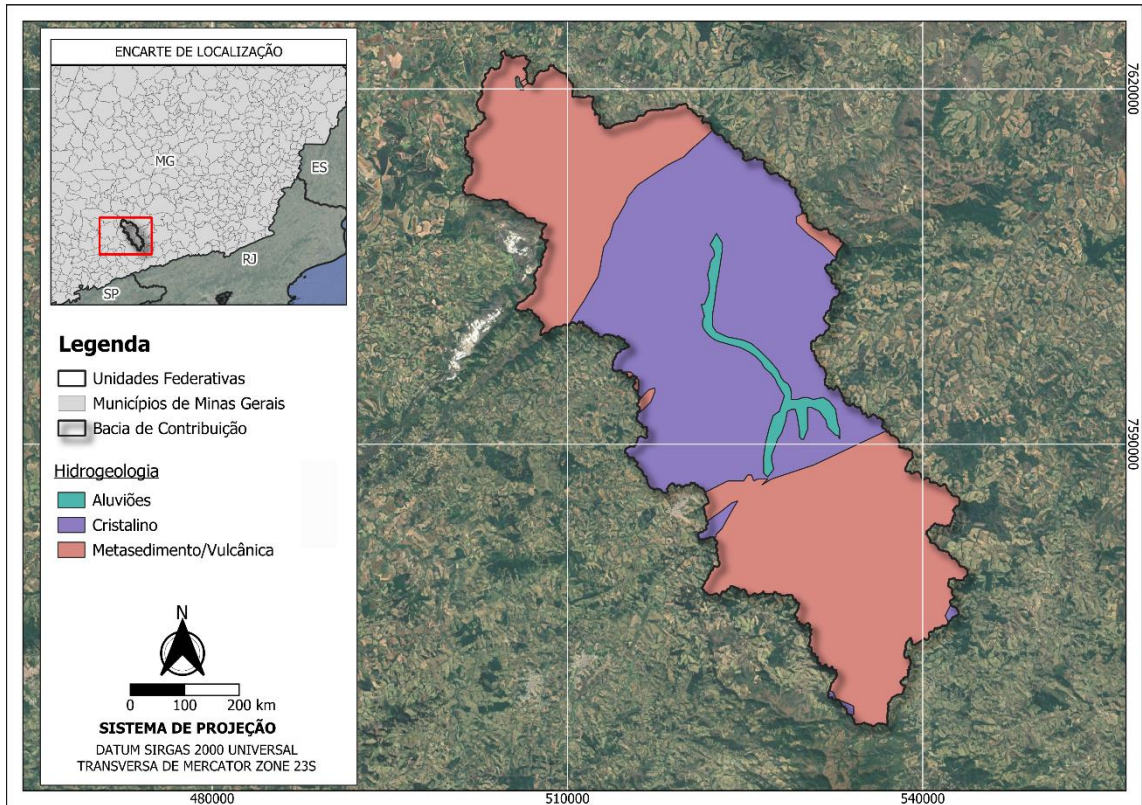 ENCARTE DE LOCALIZAÇÃO
MG
ES
RJ
SP
Legenda
Unidades Federativas
Municípios de Minas Gerais
Bacia de Contribuição
Hidrogeologia
Aluviões
Cristalino
Metasedimento/Vulcânica
N
0 100 200 km
SISTEMA DE PROJEÇÃO
DATUM SIRGAS 2000 UNIVERSAL
TRANSVERSA DE MERCATOR ZONE 23S
7620000
7590000
480000 510000 540000